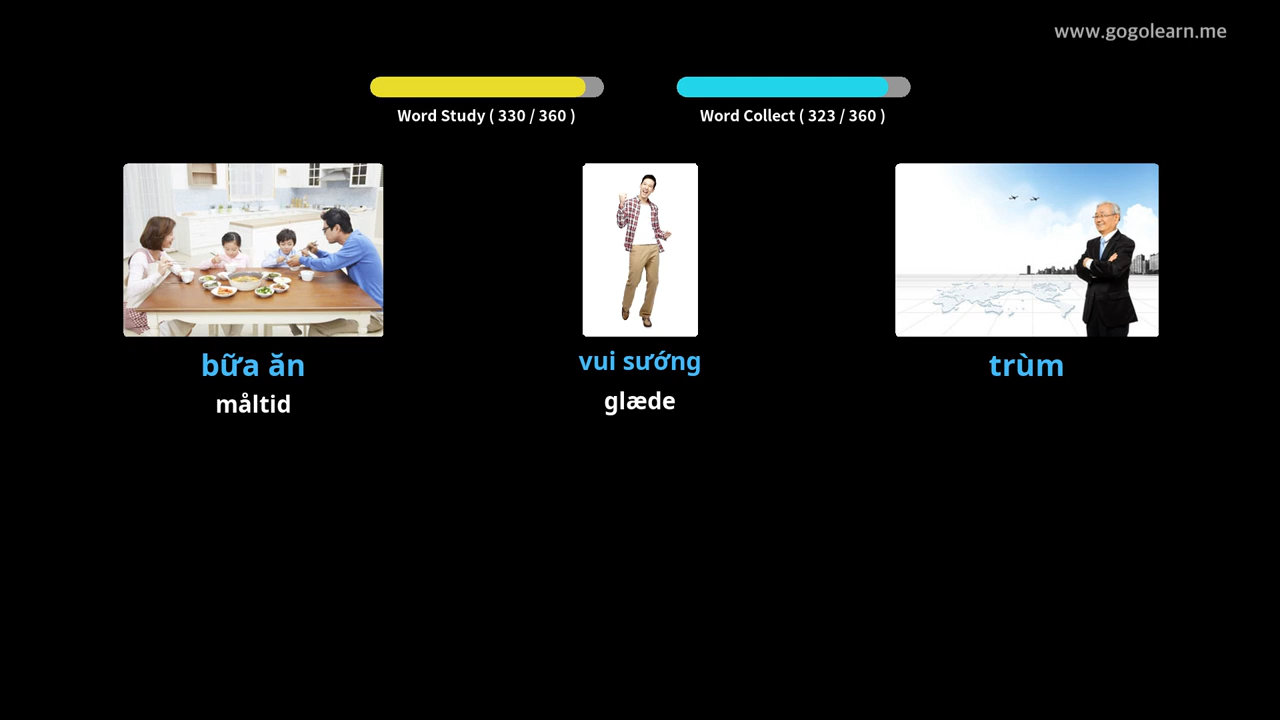 www.gogolearn.me
Word Study ( 330 / 360 )
Word Collect ( 323 / 360 )
bữa ăn
vui sướng
trùm
måltid
glæde